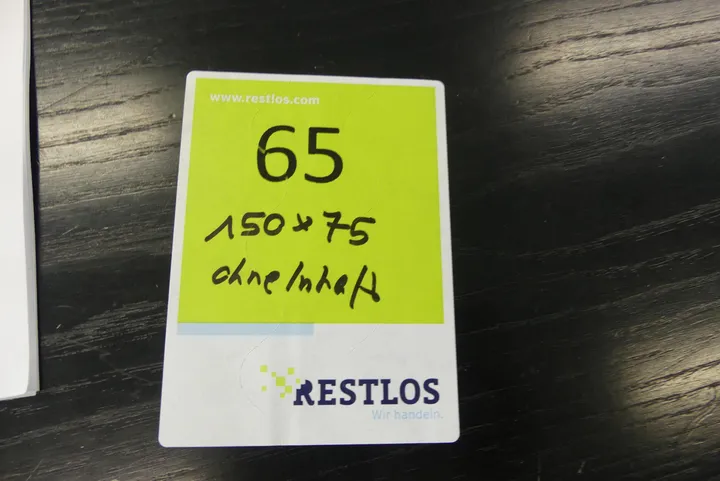 www.restlos.com
65
150x75
ohne Inhalt
RESTLOS
Wir handeln.